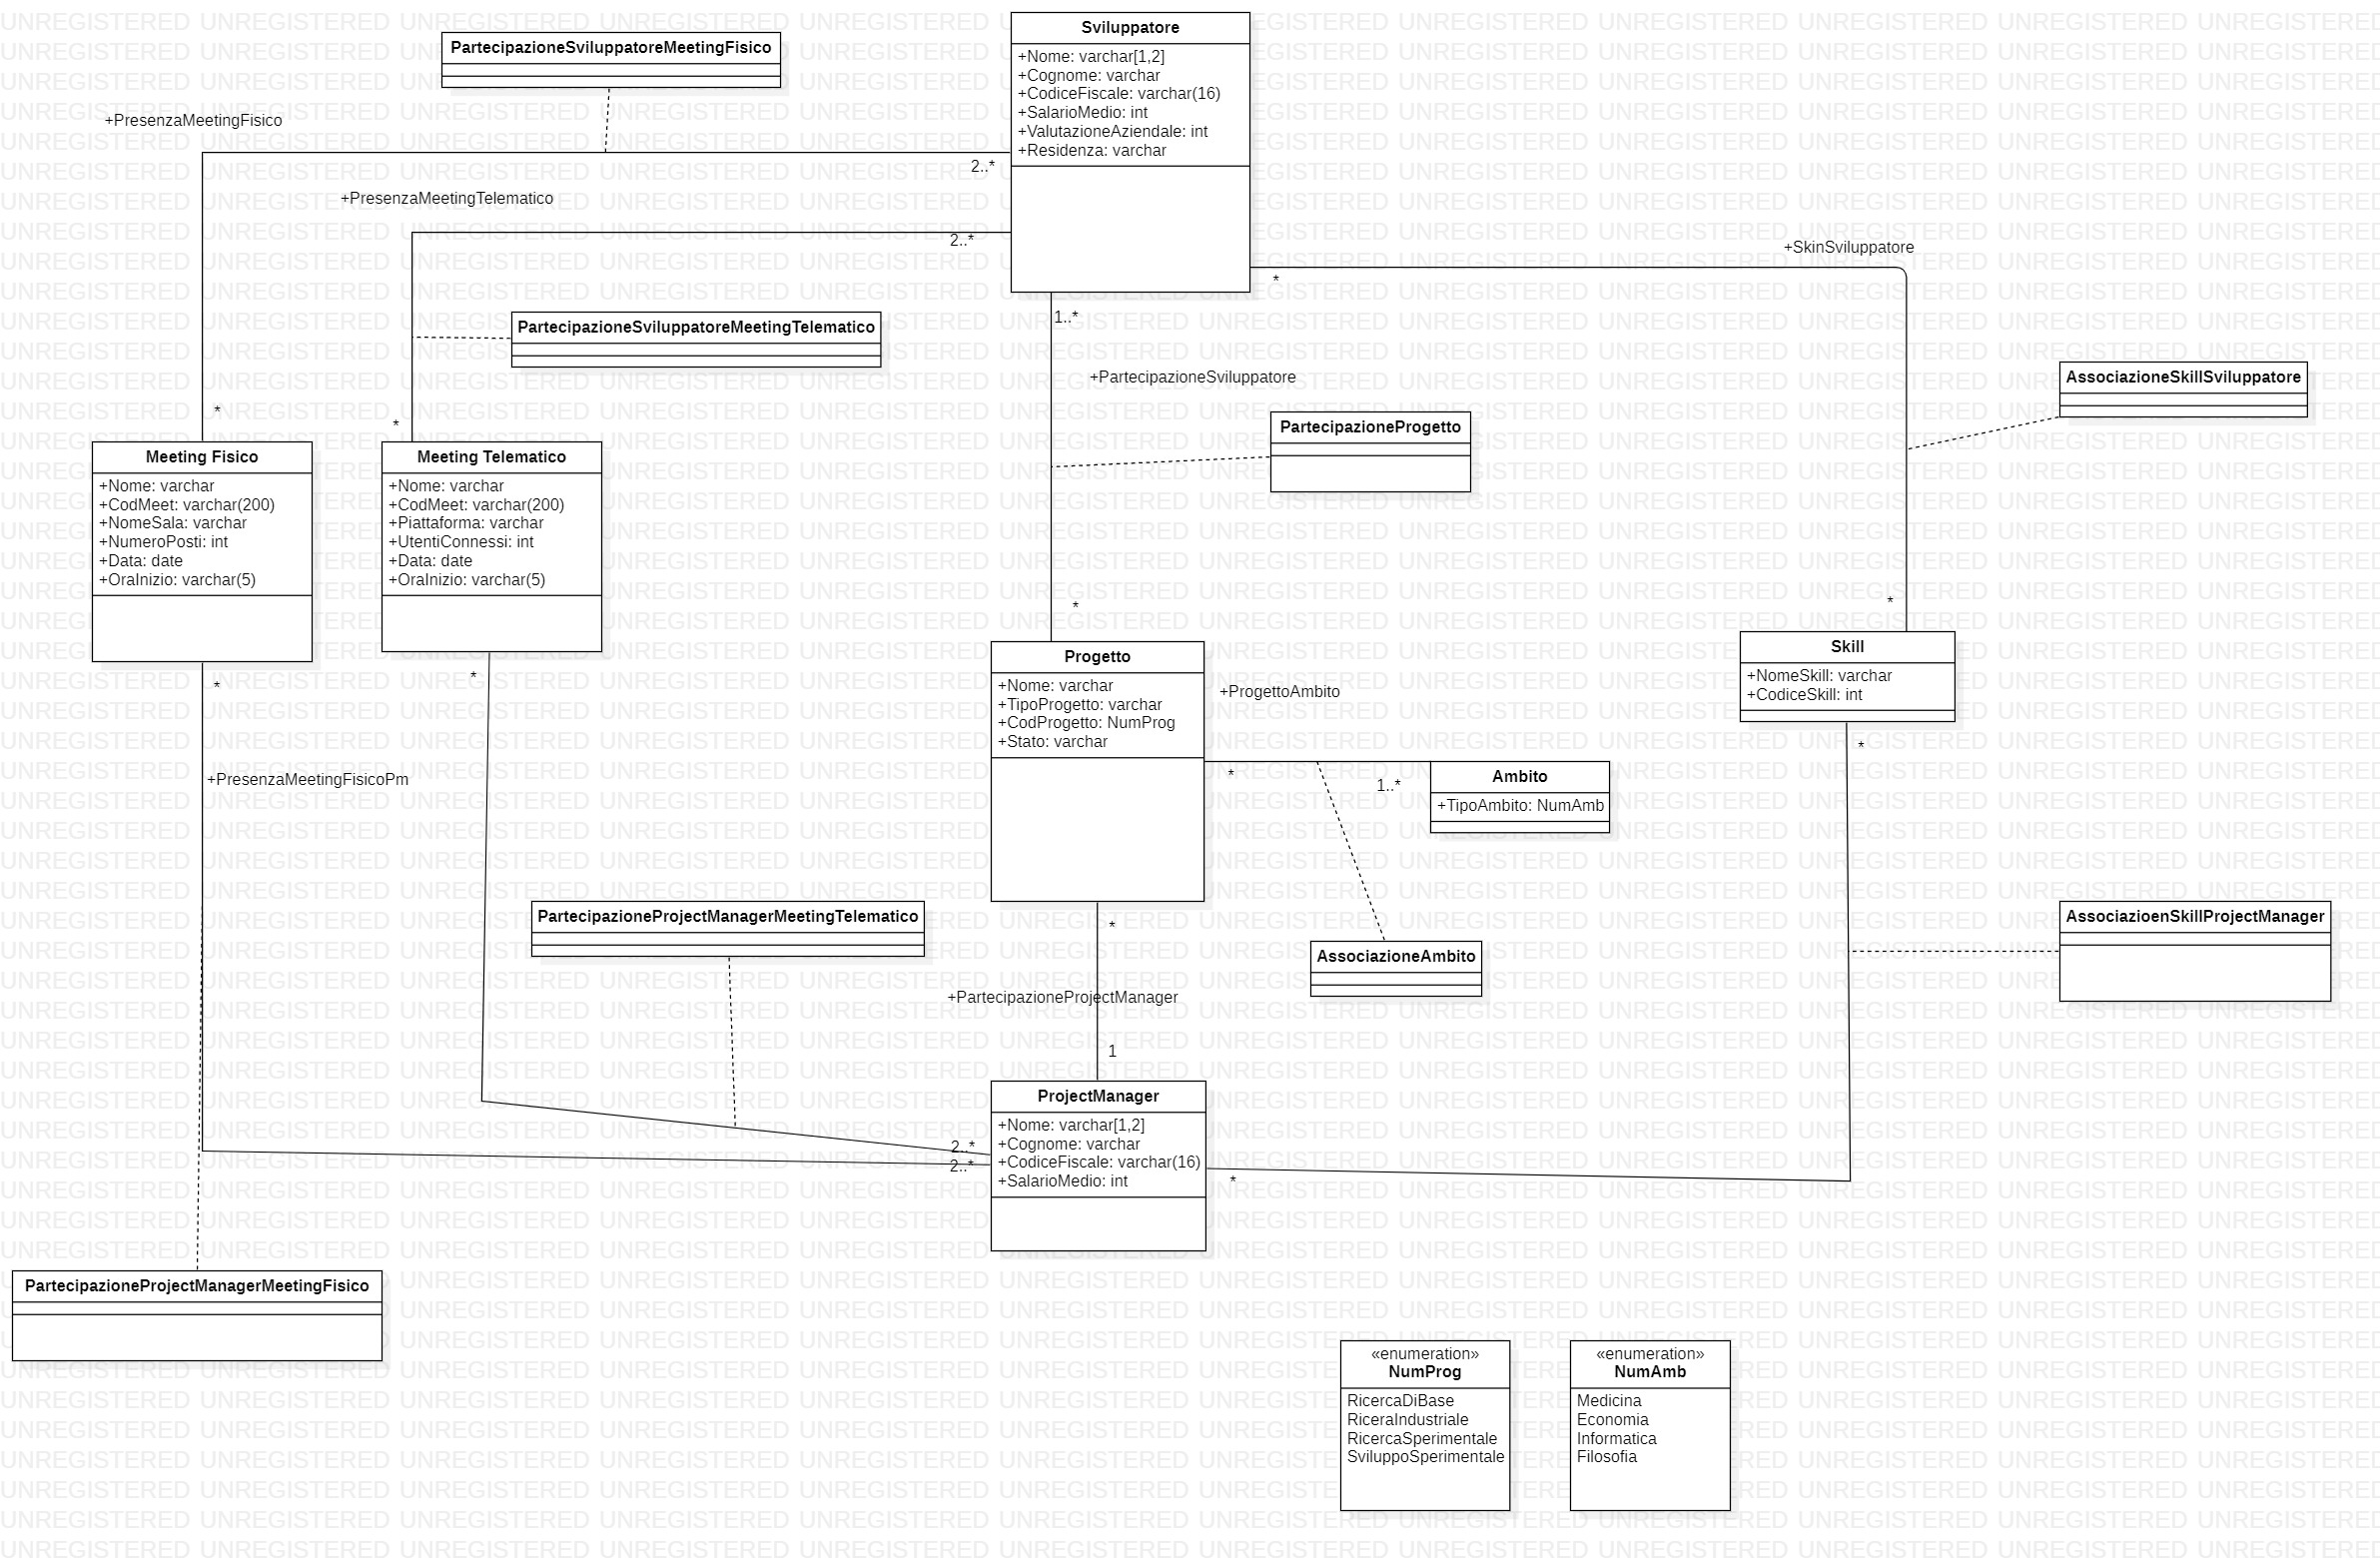 Sviluppatore
+Nome: varchar[1,2]
+Cognome: varchar
+CodiceFiscale: varchar(16)
+SalarioMedio: int
+ValutazioneAziendale: int
+Residenza: varchar
PartecipazioneSviluppatoreMeetingFisico
+PresenzaMeetingFisico
2..*
+PresenzaMeetingTelematico
2..*
+SkinSviluppatore
*
1..*
PartecipazioneSviluppatoreMeetingTelematico
+PartecipazioneSviluppatore
AssociazioneSkillSviluppatore
*
*
PartecipazioneProgetto
Meeting Fisico
+Nome: varchar
+CodMeet: varchar(200)
+NomeSala: varchar
+NumeroPosti: int
+Data: date
+OraInizio: varchar(5)
Meeting Telematico
+Nome: varchar
+CodMeet: varchar(200)
+Piattaforma: varchar
+UtentiConnessi: int
+Data: date
+OraInizio: varchar(5)
*
*
Progetto
+Nome: varchar
+TipoProgetto: varchar
+CodProgetto: NumProg
+Stato: varchar
Skill
+NomeSkill: varchar
+CodiceSkill: int
*
*
+ProgettoAmbito
*
+PresenzaMeetingFisicoPm
*
1..*
Ambito
+TipoAmbito: NumAmb
PartecipazioneProjectManagerMeetingTelematico
*
AssociazioneAmbito
AssociazioenSkillProjectManager
+PartecipazioneProjectManager
1
ProjectManager
+Nome: varchar[1,2]
+Cognome: varchar
+CodiceFiscale: varchar(16)
+SalarioMedio: int
2..*
2..*
*
PartecipazioneProjectManagerMeetingFisico
«enumeration»
NumProg
RicercaDiBase
RiceraIndustriale
RicercaSperimentale
SviluppoSperimentale
«enumeration»
NumAmb
Medicina
Economia
Informatica
Filosofia
UNREGISTERED